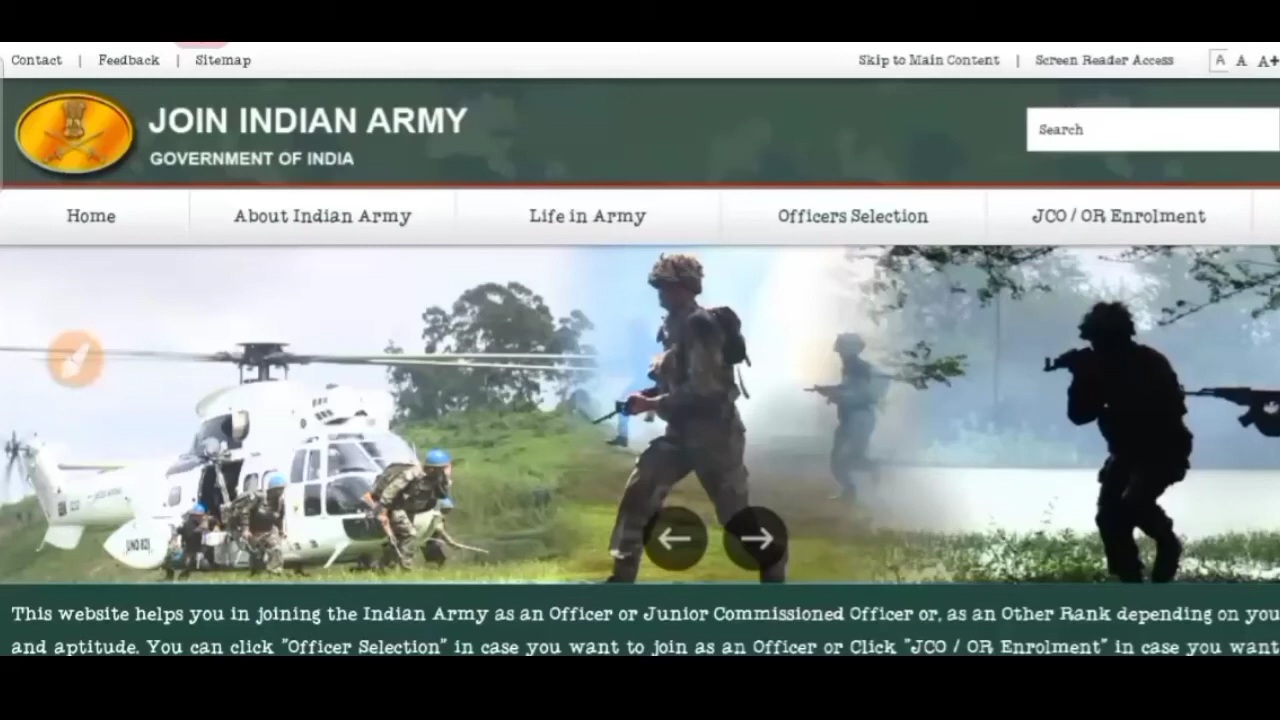 Contact | Feedback | Sitemap
Skip to Main Content | Screen Reader Access A A A+
JOIN INDIAN ARMY
GOVERNMENT OF INDIA
Search
Home About Indian Army Life in Army Officers Selection JCO / OR Enrolment
This website helps you in joining the Indian Army as an Officer or Junior Commissioned Officer or, as an Other Rank depending on you
and aptitude. You can click "Officer Selection" in case you want to join as an Officer or Click "JCO / OR Enrolment" in case you want